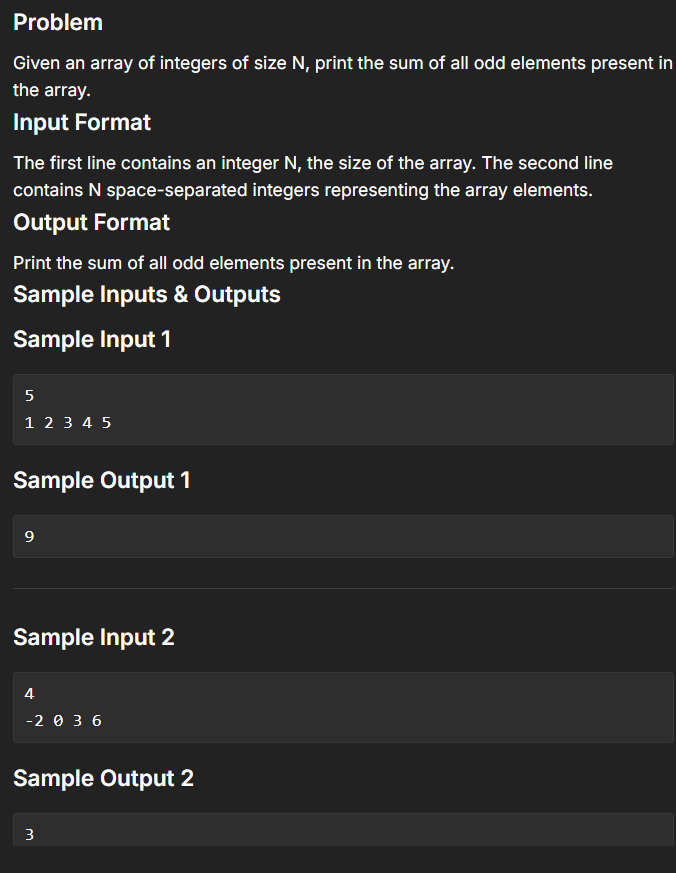 Problem
Given an array of integers of size N, print the sum of all odd elements present in
the array.
Input Format
The first line contains an integer N, the size of the array. The second line
contains N space-separated integers representing the array elements.
Output Format
Print the sum of all odd elements present in the array.
Sample Inputs & Outputs
Sample Input 1
5
1 2 3 4 5
Sample Output 1
9
Sample Input 2
4
-2 0 3 6
Sample Output 2
3